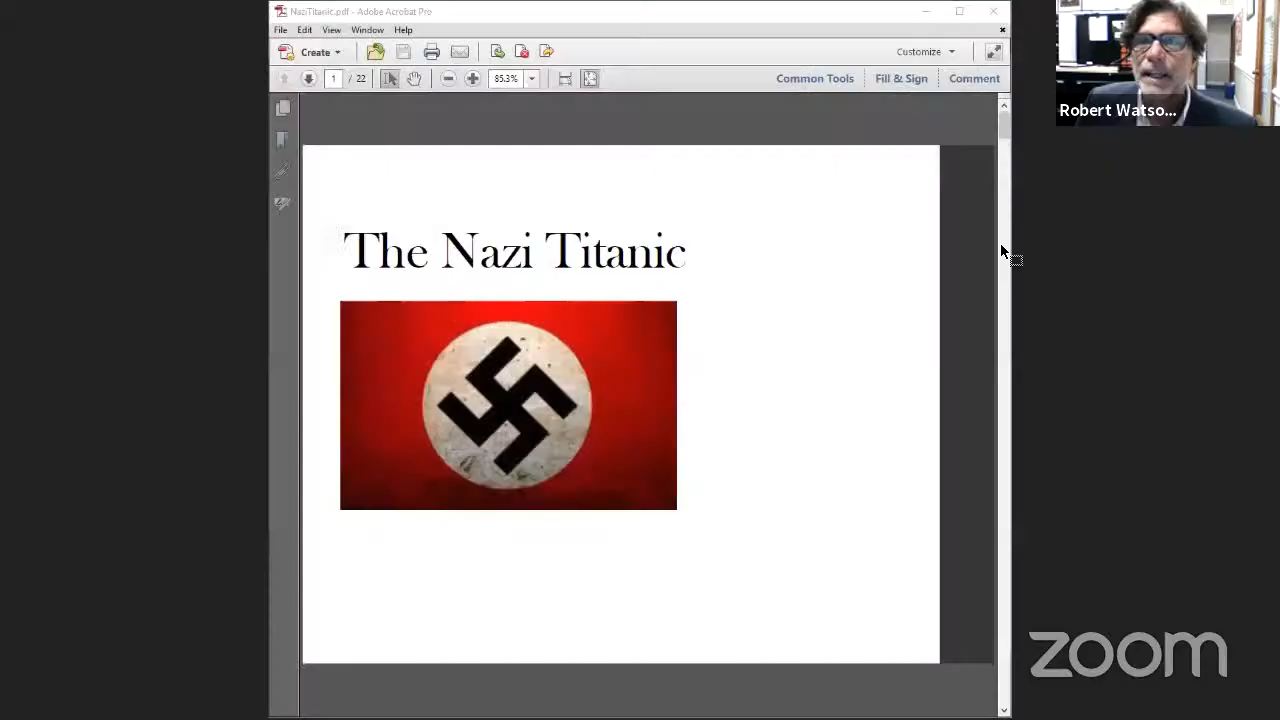 NaziTitanic.pdf - Adobe Acrobat Pro
File Edit View Window Help
Create
Customize
1 / 22
85.3%
Common Tools
Fill & Sign
Comment
Robert Watso...
The Nazi Titanic
zoom